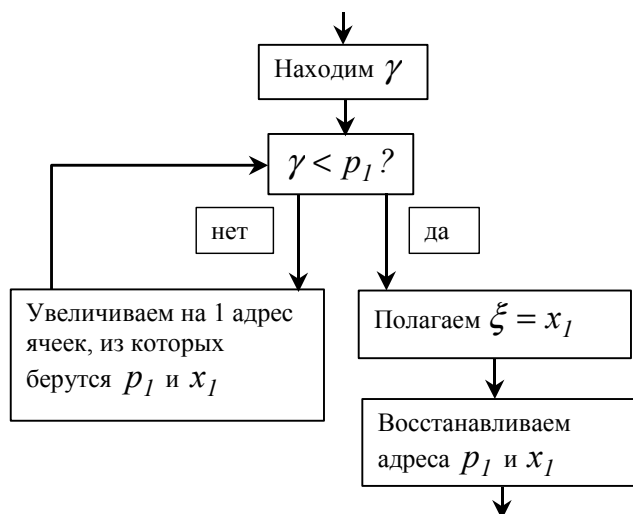 Находим γ
γ < p₁ ?
нет
да
Увеличиваем на 1 адрес
ячеек, из которых
берутся p₁ и x₁
Полагаем ξ = x₁
Восстанавливаем
адреса p₁ и x₁